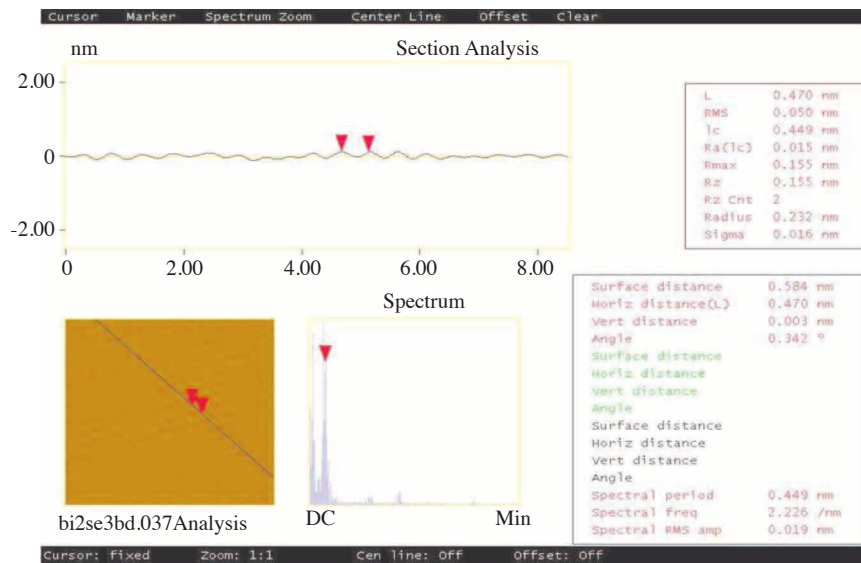 Cursor Marker Spectrum Zoom Center Line Offset Clear
nm Section Analysis
2.00
0
-2.00
0 2.00 4.00 6.00 8.00
L 0.470 nm
RMS 0.050 nm
lc 0.449 nm
Ra(lc) 0.015 nm
Rmax 0.155 nm
Rz 0.155 nm
Rz Cnt 2
Radius 0.232 nm
Sigma 0.016 nm
Spectrum
DC Min
bi2se3bd.037Analysis
Surface distance 0.584 nm
Horiz distance(L) 0.470 nm
Vert distance 0.003 nm
Angle 0.342 °
Surface distance
Horiz distance
Vert distance
Angle
Surface distance
Horiz distance
Vert distance
Angle
Spectral period 0.449 nm
Spectral freq 2.226 /nm
Spectral RMS amp 0.019 nm
Cursor: fixed Zoom: 1:1 Cen line: Off Offset: Off